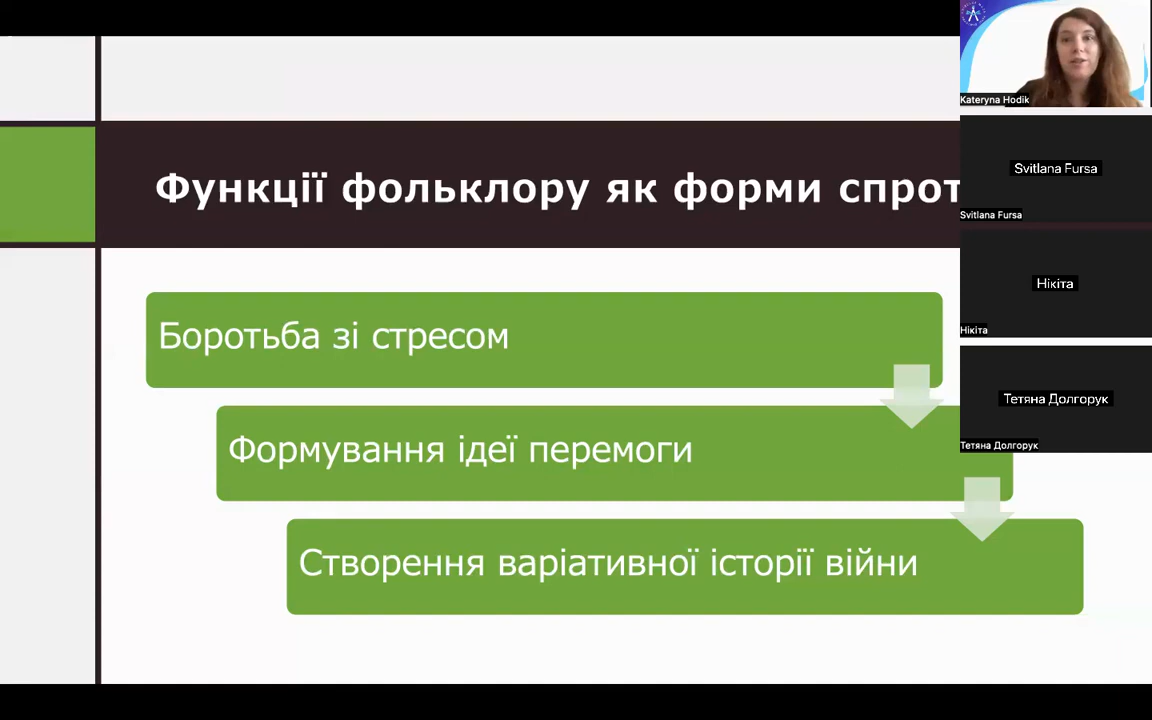 Функції фольклору як форми спрот
Боротьба зі стресом
Формування ідеї перемоги
Створення варіативної історії війни
Kateryna Hodik
Svitlana Fursa
Svitlana Fursa
Нікіта
Нікіта
Тетяна Долгорук
Тетяна Долгорук